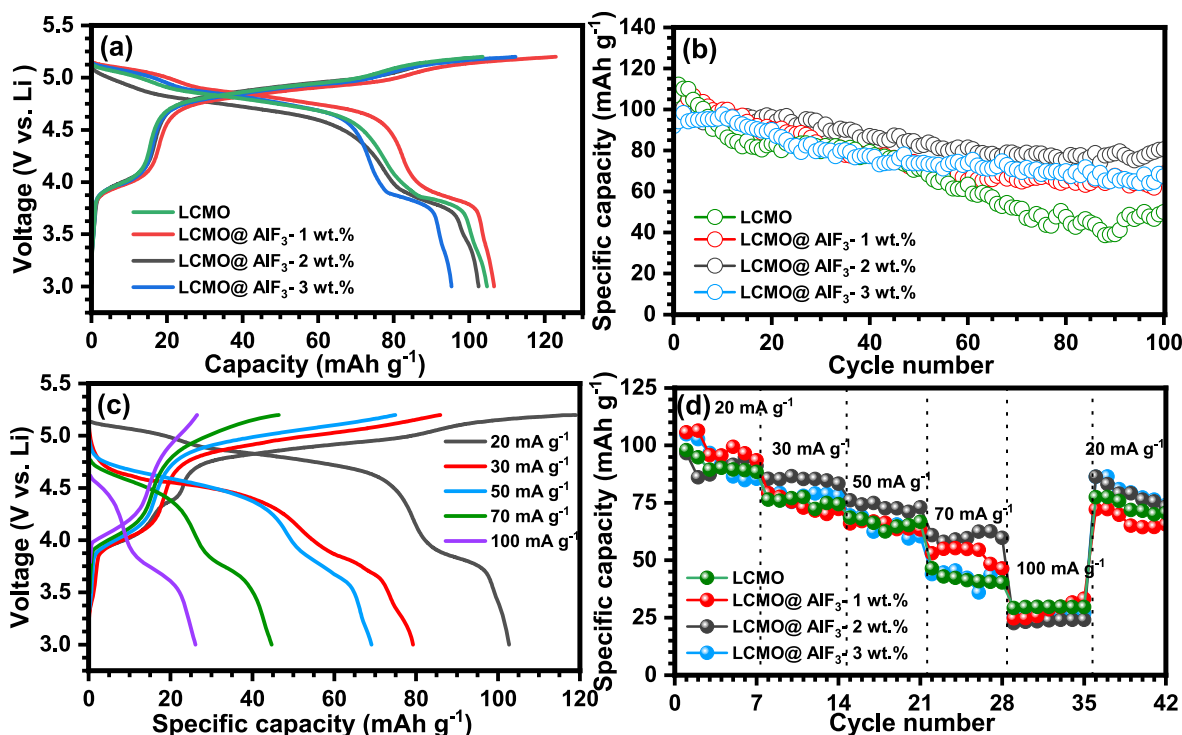 (a)
Voltage (V vs. Li)
5.5
5.0
4.5
4.0
3.5
3.0
LCMO
LCMO@ AlF₃- 1 wt.%
LCMO@ AlF₃- 2 wt.%
LCMO@ AlF₃- 3 wt.%
0 20 40 60 80 100 120
Capacity (mAh g⁻¹)
(b)
Specific capacity (mAh g⁻¹)
140
120
100
80
60
40
20
0
LCMO
LCMO@ AlF₃- 1 wt.%
LCMO@ AlF₃- 2 wt.%
LCMO@ AlF₃- 3 wt.%
0 20 40 60 80 100
Cycle number
(c)
Voltage (V vs. Li)
5.5
5.0
4.5
4.0
3.5
3.0
20 mA g⁻¹
30 mA g⁻¹
50 mA g⁻¹
70 mA g⁻¹
100 mA g⁻¹
0 20 40 60 80 100 120
Specific capacity (mAh g⁻¹)
(d)
Specific capacity (mAh g⁻¹)
125
100
75
50
25
0
20 mA g⁻¹
30 mA g⁻¹
50 mA g⁻¹
70 mA g⁻¹
100 mA g⁻¹
20 mA g⁻¹
LCMO
LCMO@ AlF₃- 1 wt.%
LCMO@ AlF₃- 2 wt.%
LCMO@ AlF₃- 3 wt.%
0 7 14 21 28 35 42
Cycle number